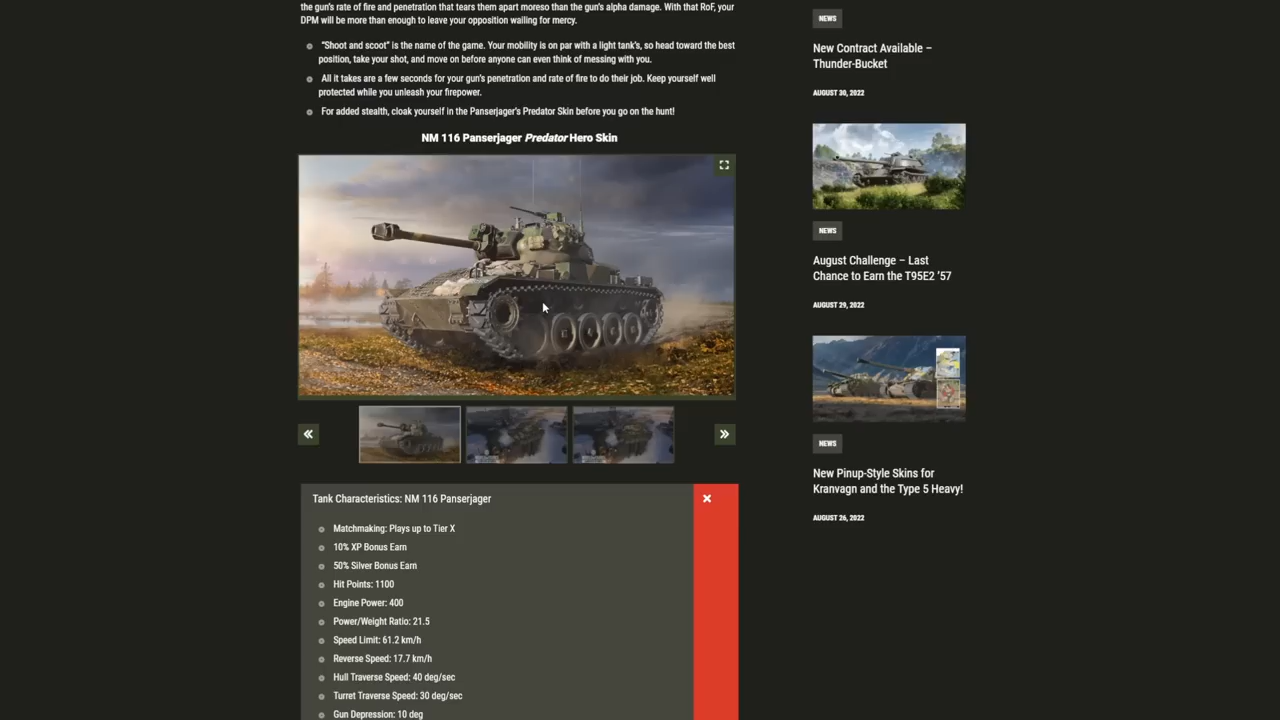 the gun's rate of fire and penetration that tears them apart moreso than the gun's alpha damage. With that RoF, your
DPM will be more than enough to leave your opposition wailing for mercy.
"Shoot and scoot" is the name of the game. Your mobility is on par with a light tank's, so head toward the best
position, take your shot, and move on before anyone can even think of messing with you.
All it takes are a few seconds for your gun's penetration and rate of fire to do their job. Keep yourself well
protected while you unleash your firepower.
For added stealth, cloak yourself in the Panserjager's Predator Skin before you go on the hunt!
NM 116 Panserjager Predator Hero Skin
Tank Characteristics: NM 116 Panserjager
Matchmaking: Plays up to Tier X
10% XP Bonus Earn
50% Silver Bonus Earn
Hit Points: 1100
Engine Power: 400
Power/Weight Ratio: 21.5
Speed Limit: 61.2 km/h
Reverse Speed: 17.7 km/h
Hull Traverse Speed: 40 deg/sec
Turret Traverse Speed: 30 deg/sec
Gun Depression: 10 deg
NEWS
New Contract Available –
Thunder-Bucket
AUGUST 30, 2022
NEWS
August Challenge – Last
Chance to Earn the T95E2 '57
AUGUST 29, 2022
NEWS
New Pinup-Style Skins for
Kranvagn and the Type 5 Heavy!
AUGUST 26, 2022